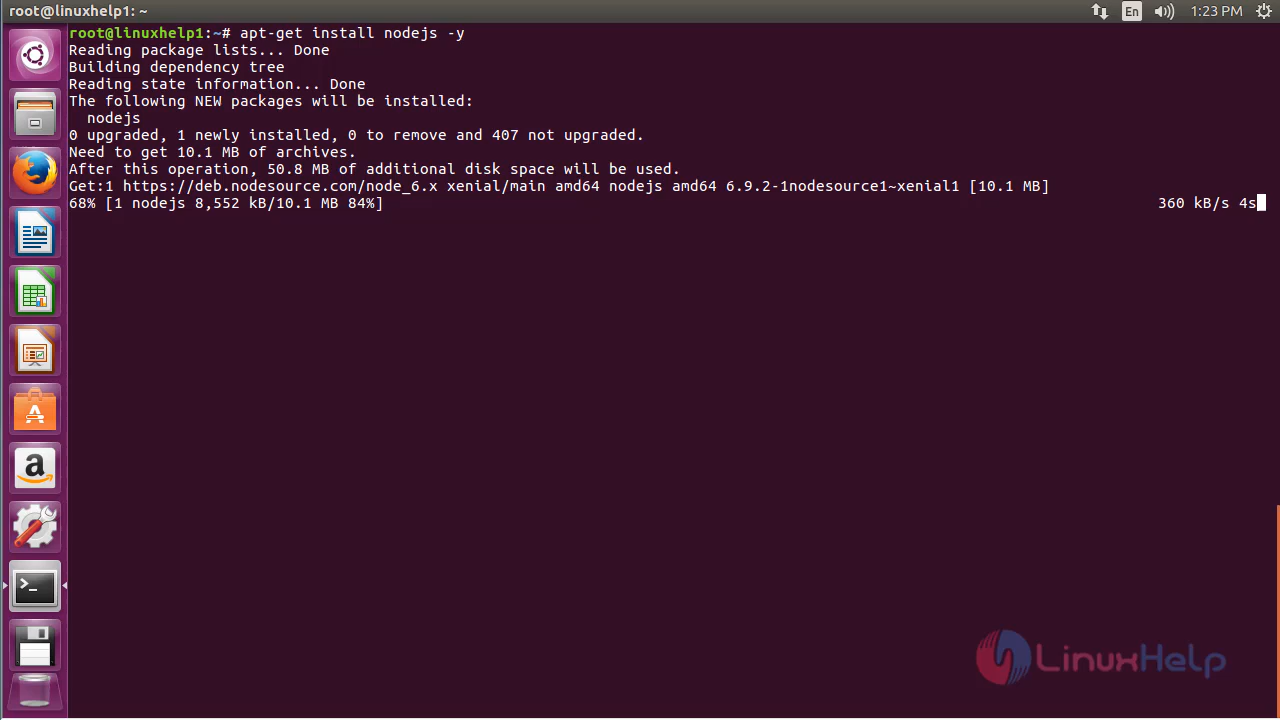 root@linuxhelp1: ~
En
1:23 PM
root@linuxhelp1:~# apt-get install nodejs -y
Reading package lists... Done
Building dependency tree
Reading state information... Done
The following NEW packages will be installed:
  nodejs
0 upgraded, 1 newly installed, 0 to remove and 407 not upgraded.
Need to get 10.1 MB of archives.
After this operation, 50.8 MB of additional disk space will be used.
Get:1 https://deb.nodesource.com/node_6.x xenial/main amd64 nodejs amd64 6.9.2-1nodesource1~xenial1 [10.1 MB]
68% [1 nodejs 8,552 kB/10.1 MB 84%] 360 kB/s 4s
LinuxHelp